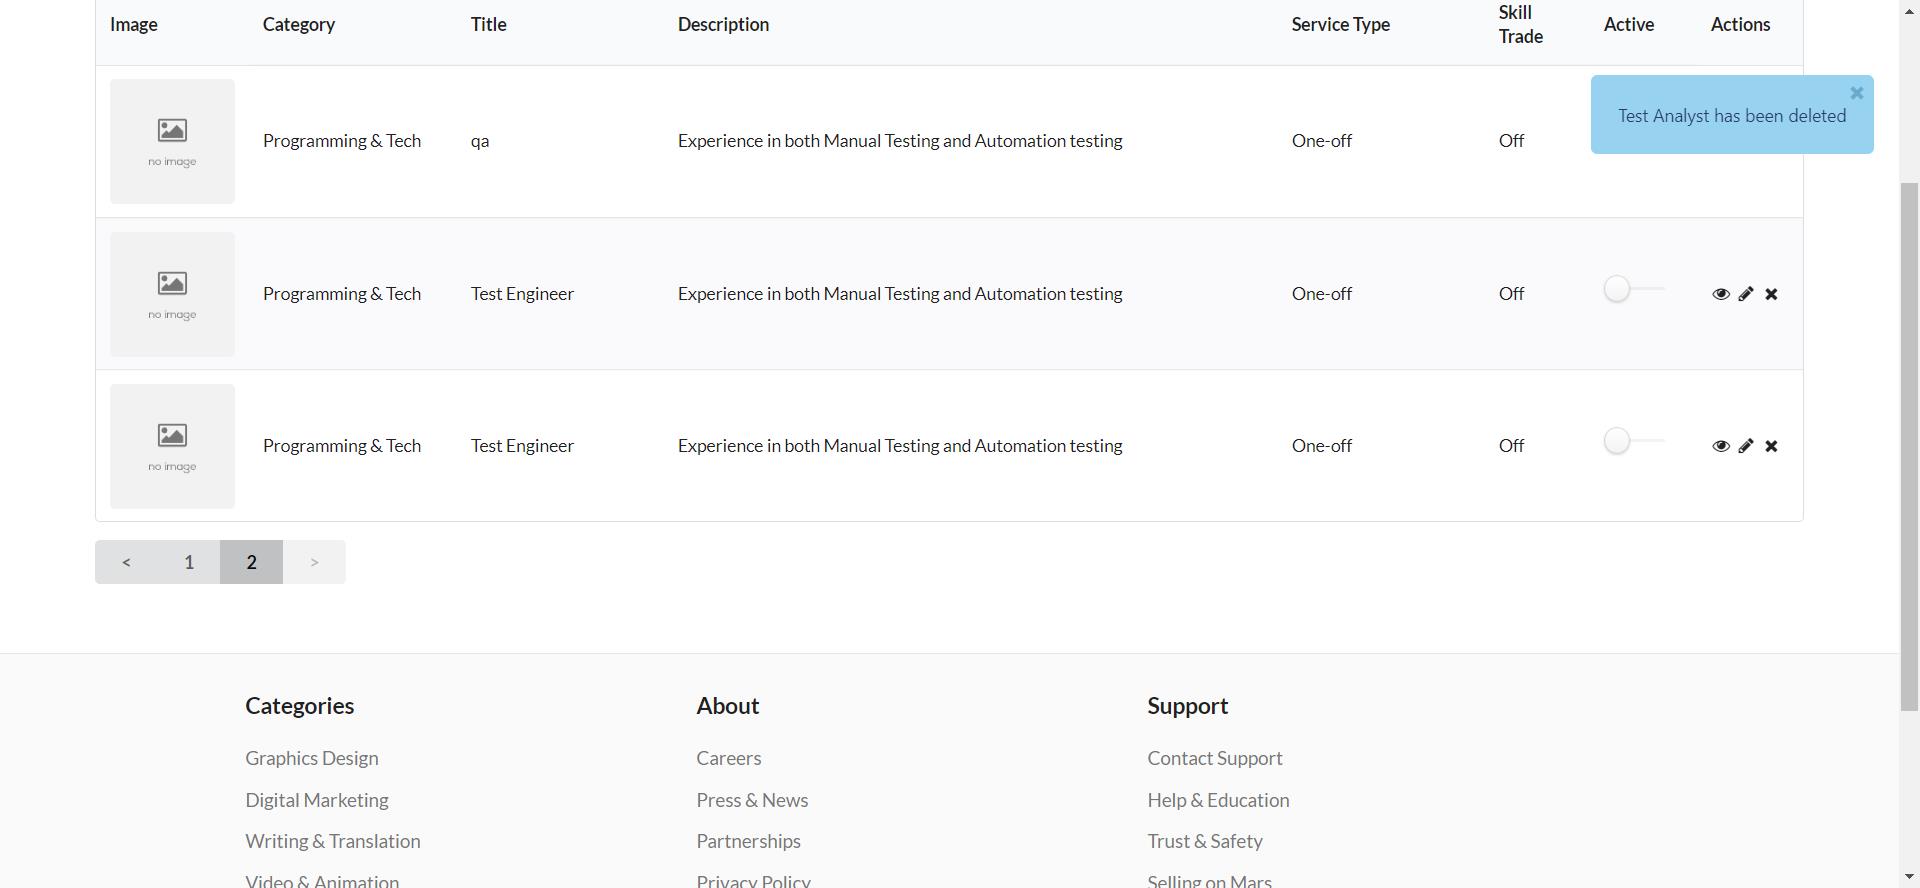 Image Category Title Description Service Type Skill Trade Active Actions
no image Programming & Tech qa Experience in both Manual Testing and Automation testing One-off Off
Test Analyst has been deleted
no image Programming & Tech Test Engineer Experience in both Manual Testing and Automation testing One-off Off
no image Programming & Tech Test Engineer Experience in both Manual Testing and Automation testing One-off Off
< 1 2 >
Categories About Support
Graphics Design Careers Contact Support
Digital Marketing Press & News Help & Education
Writing & Translation Partnerships Trust & Safety
Video & Animation Privacy Policy Selling on Mars